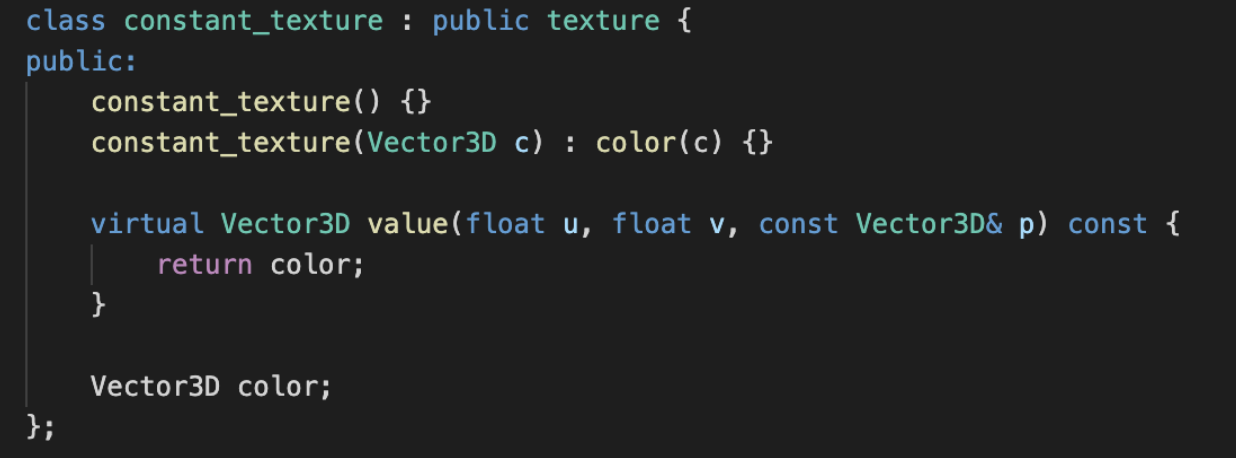 class constant_texture : public texture {
public:
    constant_texture() {}
    constant_texture(Vector3D c) : color(c) {}

    virtual Vector3D value(float u, float v, const Vector3D& p) const {
        return color;
    }

    Vector3D color;
};